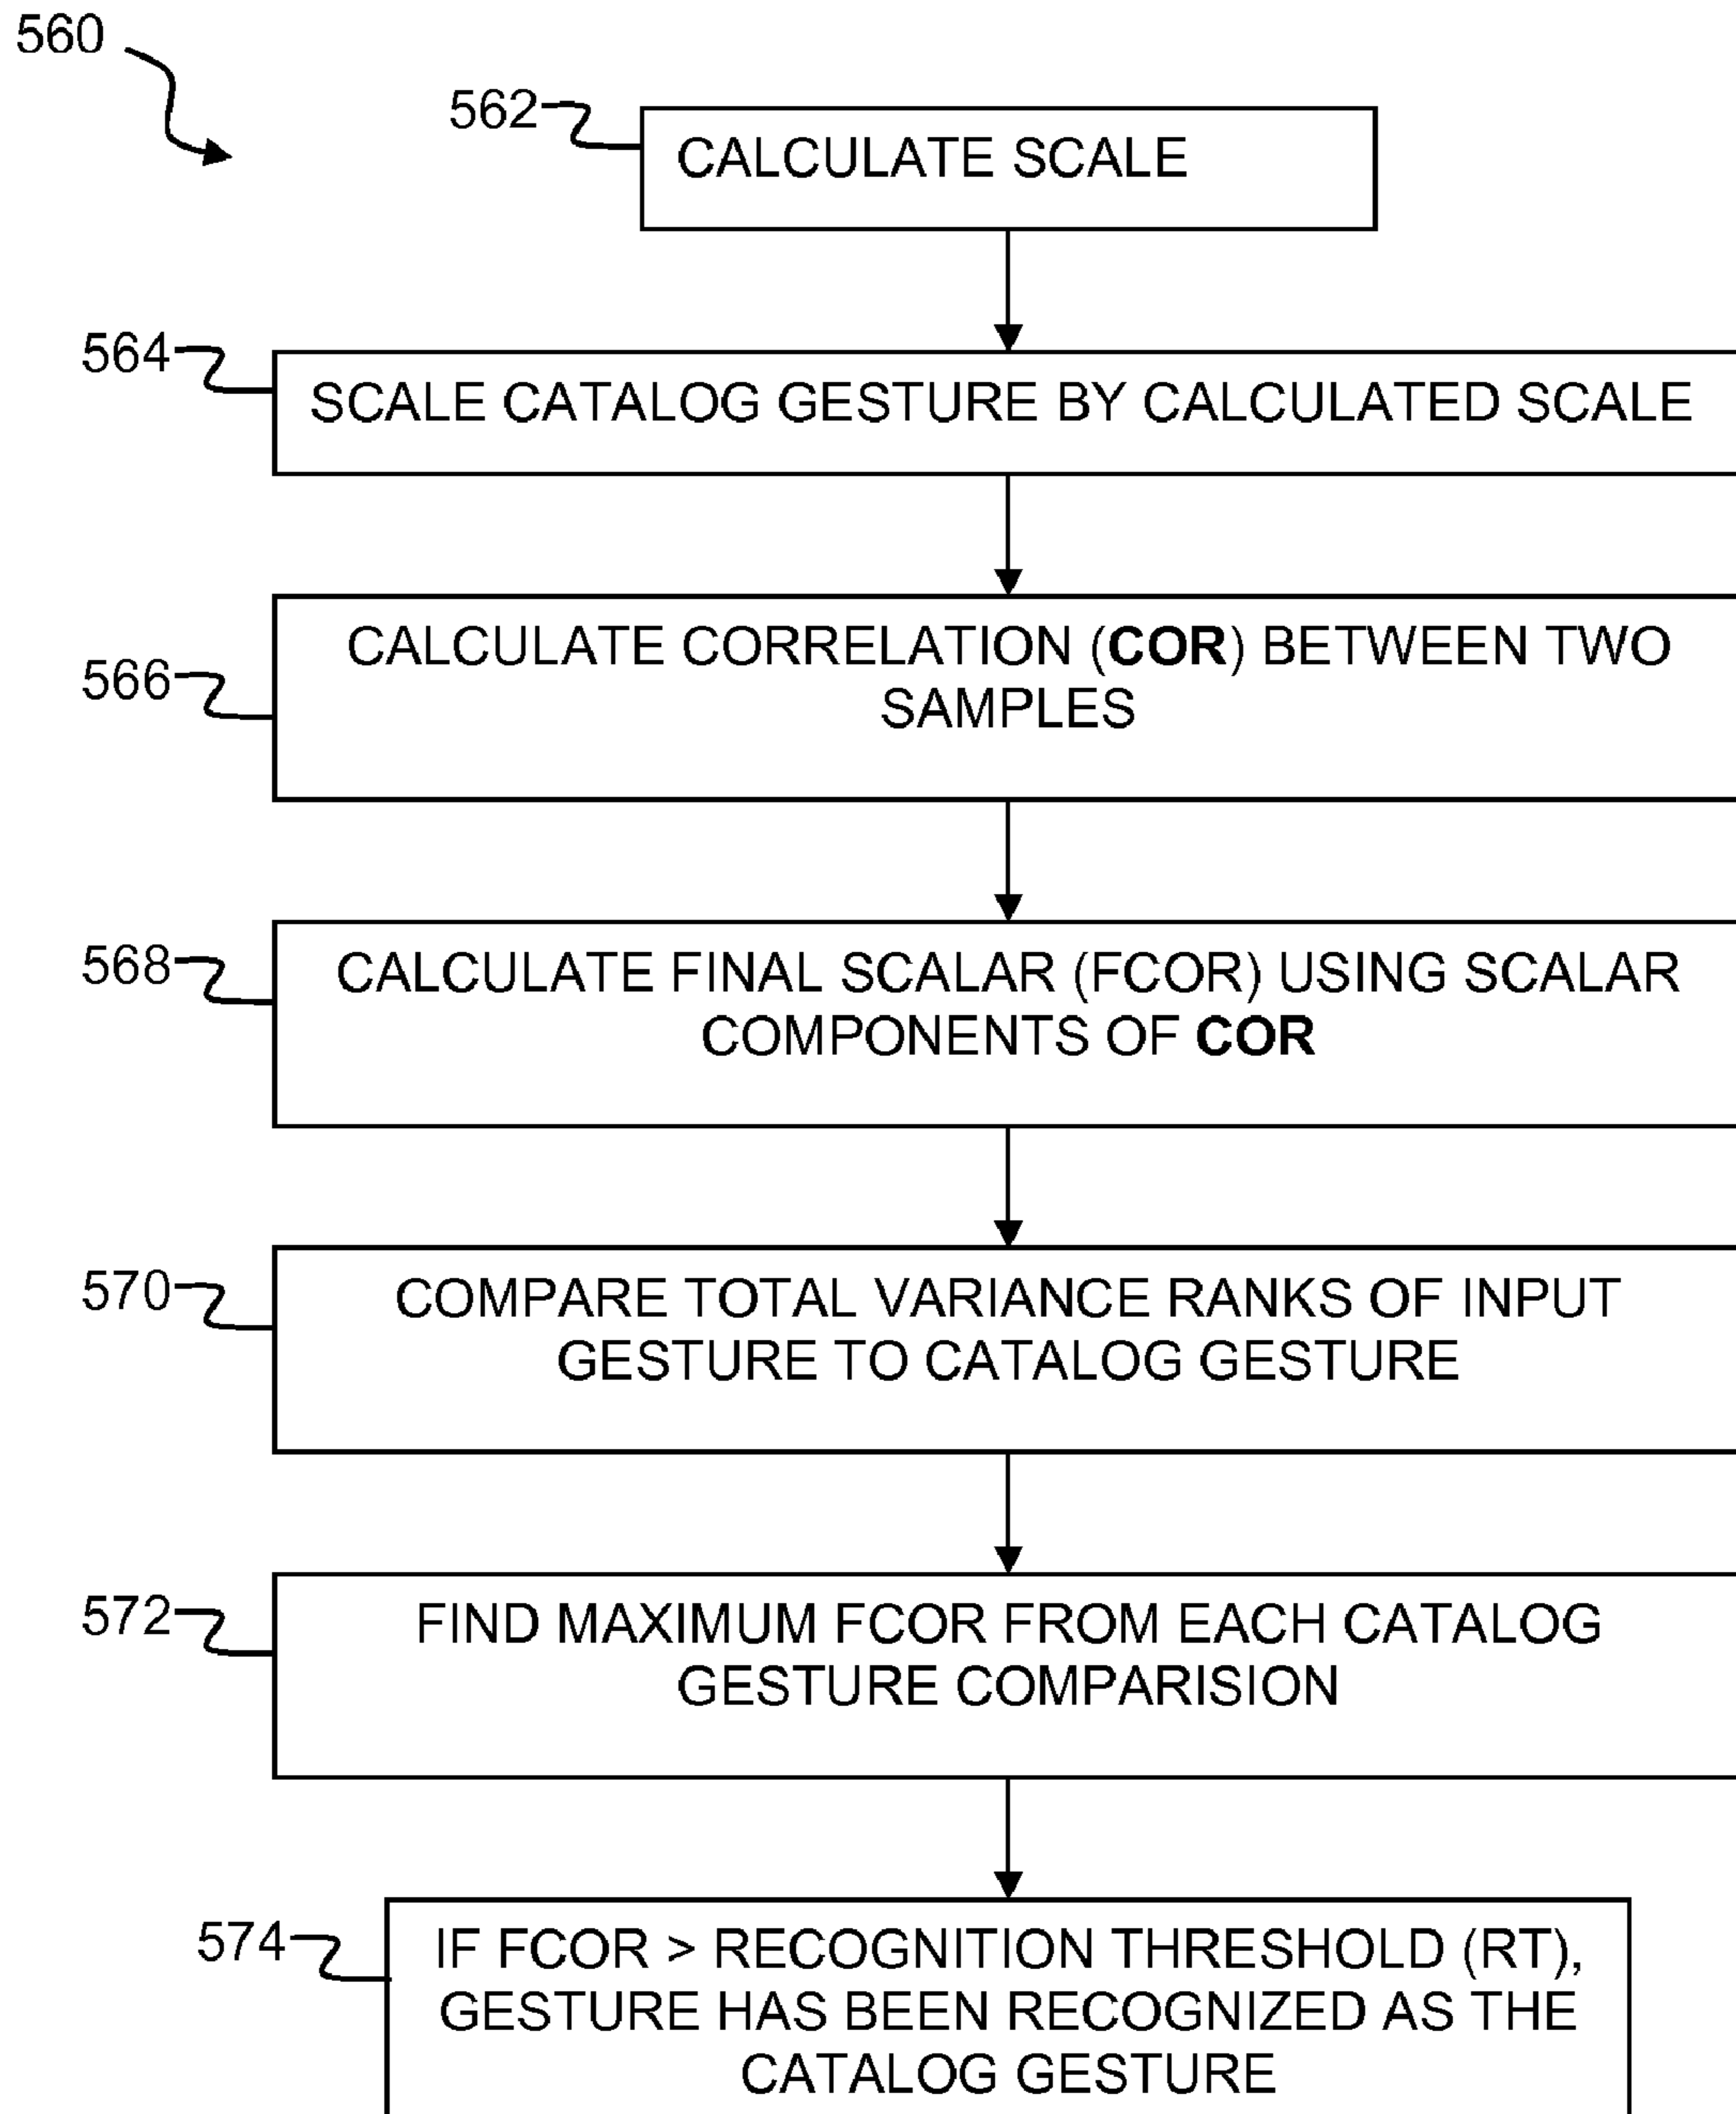 560
562
CALCULATE SCALE
564
SCALE CATALOG GESTURE BY CALCULATED SCALE
566
CALCULATE CORRELATION (COR) BETWEEN TWO
SAMPLES
568
CALCULATE FINAL SCALAR (FCOR) USING SCALAR
COMPONENTS OF COR
570
COMPARE TOTAL VARIANCE RANKS OF INPUT
GESTURE TO CATALOG GESTURE
572
FIND MAXIMUM FCOR FROM EACH CATALOG
GESTURE COMPARISION
574
IF FCOR > RECOGNITION THRESHOLD (RT),
GESTURE HAS BEEN RECOGNIZED AS THE
CATALOG GESTURE